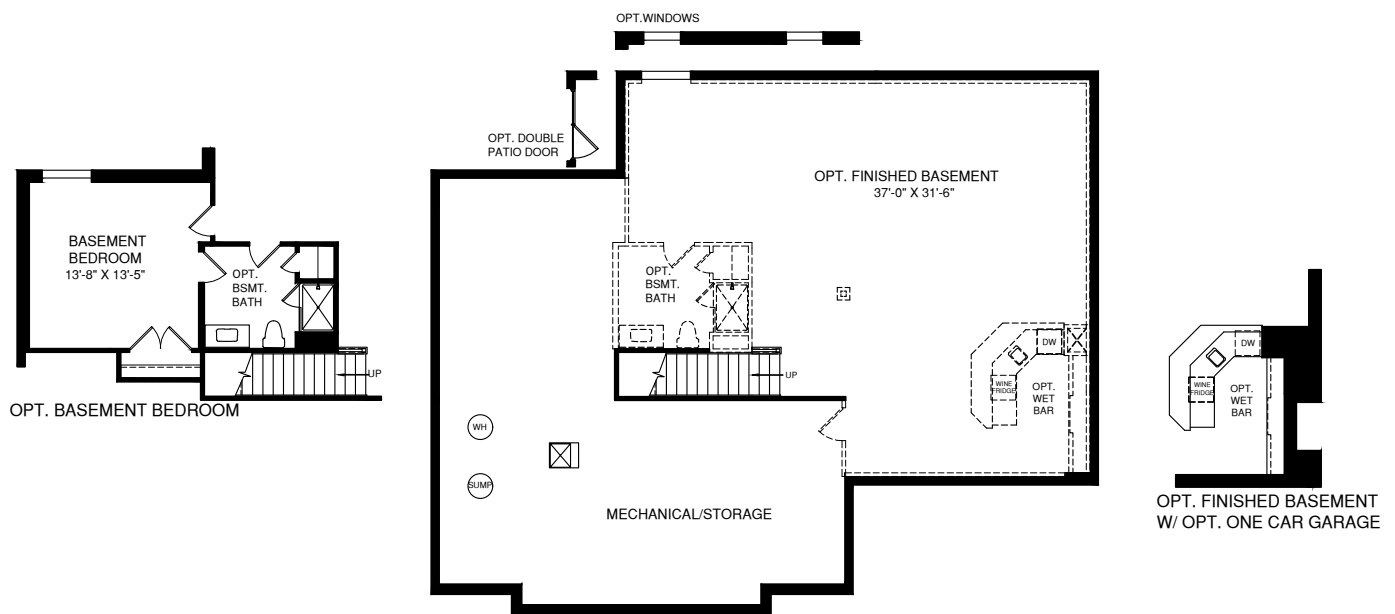 OPT.WINDOWS
OPT. DOUBLE
PATIO DOOR
OPT. FINISHED BASEMENT
37'-0" X 31'-6"
BASEMENT
BEDROOM
13'-8" X 13'-5"
OPT.
BSMT.
BATH
UP
OPT. BASEMENT BEDROOM
OPT.
BSMT.
BATH
UP
DW
WINE
FRIDGE
OPT.
WET
BAR
WH
SUMP
MECHANICAL/STORAGE
DW
WINE
FRIDGE
OPT.
WET
BAR
OPT. FINISHED BASEMENT
W/ OPT. ONE CAR GARAGE